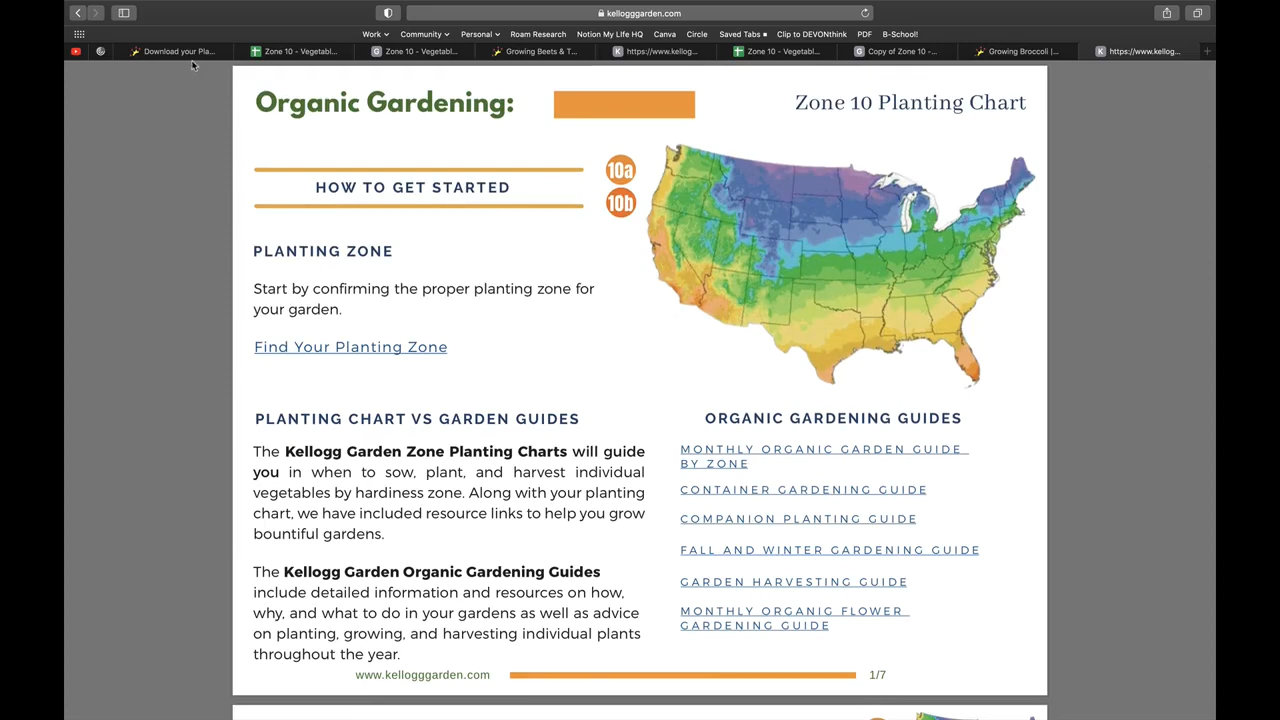 kellogggarden.com
Work Community Personal Roam Research Notion My LIfe HQ Canva Circle Saved Tabs Clip to DEVONthink PDF B-School!
Download your Pla... Zone 10 - Vegetabl... Zone 10 - Vegetabl... Growing Beets & T... https://www.kellog... Zone 10 - Vegetabl... Copy of Zone 10 -... Growing Broccoli |... https://www.kellog...
Organic Gardening:
Zone 10 Planting Chart
HOW TO GET STARTED
10a
10b
PLANTING ZONE
Start by confirming the proper planting zone for
your garden.
Find Your Planting Zone
PLANTING CHART VS GARDEN GUIDES
The Kellogg Garden Zone Planting Charts will guide
you in when to sow, plant, and harvest individual
vegetables by hardiness zone. Along with your planting
chart, we have included resource links to help you grow
bountiful gardens.
The Kellogg Garden Organic Gardening Guides
include detailed information and resources on how,
why, and what to do in your gardens as well as advice
on planting, growing, and harvesting individual plants
throughout the year.
ORGANIC GARDENING GUIDES
MONTHLY ORGANIC GARDEN GUIDE
BY ZONE
CONTAINER GARDENING GUIDE
COMPANION PLANTING GUIDE
FALL AND WINTER GARDENING GUIDE
GARDEN HARVESTING GUIDE
MONTHLY ORGANIC FLOWER
GARDENING GUIDE
www.kellogggarden.com
1/7